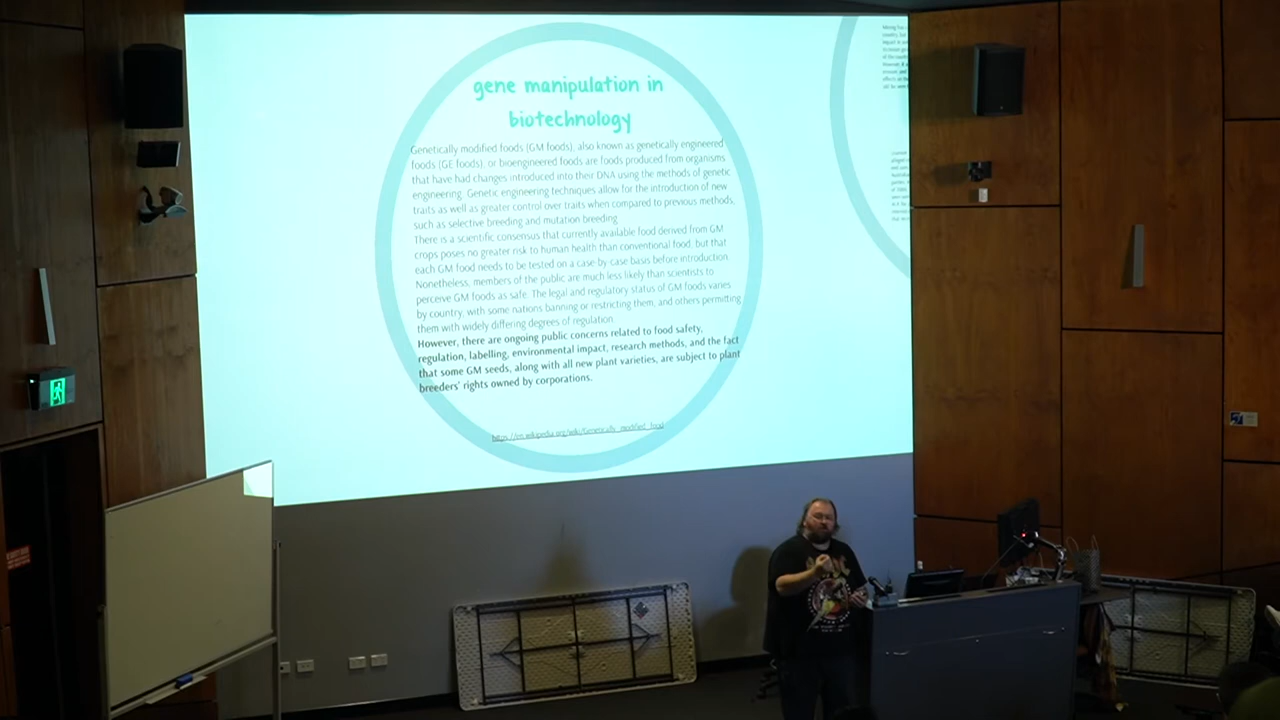 gene manipulation in
biotechnology
Genetically modified foods (GM foods), also known as genetically engineered
foods (GE foods), or bioengineered foods are foods produced from organisms
that have had changes introduced into their DNA using the methods of genetic
engineering. Genetic engineering techniques allow for the introduction of new
traits as well as greater control over traits when compared to previous methods,
such as selective breeding and mutation breeding
There is a scientific consensus that currently available food derived from GM
crops poses no greater risk to human health than conventional food, but that
each GM food needs to be tested on a case by case basis before introduction.
Nonetheless, members of the public are much less likely than scientists to
perceive GM foods as safe. The legal and regulatory status of GM foods varies
by country, with some nations banning or restricting them, and others permitting
them with widely differing degrees of regulation
However, there are ongoing public concerns related to food safety,
regulation, labelling, environmental impact, research methods, and the fact
that some GM seeds, along with all new plant varieties, are subject to plant
breeders' rights owned by corporations.
https://en.wikipedia.org/wiki/Genetically_modified_food